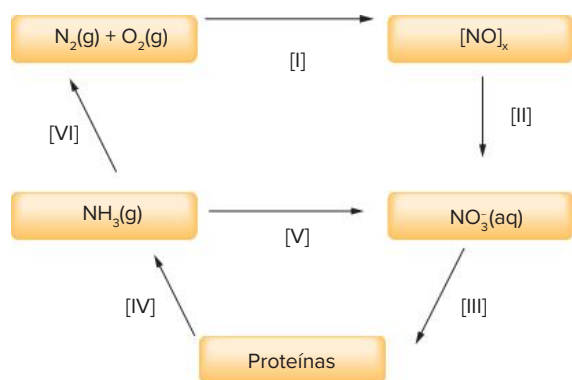 N₂(g) + O₂(g)
[I]
[NO]ₓ
[VI]
[II]
NH₃(g)
[V]
NO₃⁻(aq)
[IV]
[III]
Proteínas